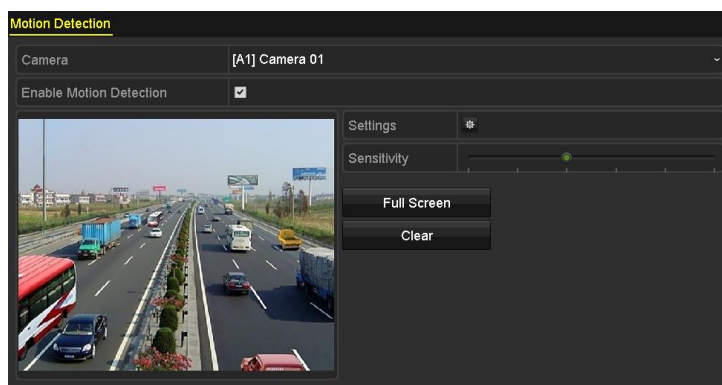 Motion Detection
Camera
[A1] Camera 01
Enable Motion Detection
Settings
Sensitivity
Full Screen
Clear